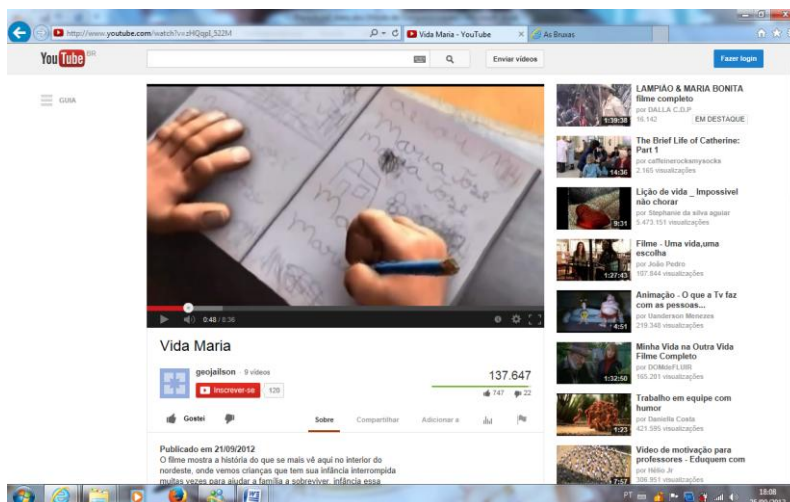 http://www.youtube.com/watch?v=zHQqpI_522M
Vida Maria - YouTube
As Bruxas
YouTube BR
Enviar vídeos
Fazer login
GUIA
Maria José
0:48 / 8:36
Vida Maria
geojailson · 9 vídeos
Inscrever-se 120
137.647
747 22
Gostei
Sobre Compartilhar Adicionar a
Publicado em 21/09/2012
O filme mostra a história do que se mais vê aqui no interior do
nordeste, onde vemos crianças que tem sua infância interrompida
muitas vezes para ajudar a família a sobreviver. infância essa
LAMPIÃO & MARIA BONITA
filme completo
por DALLA C.D.P
16.142 EM DESTAQUE
1:39:38
The Brief Life of Catherine:
Part 1
por caffeinerocksmysocks
2.165 visualizações
14:36
Lição de vida _ Impossivel
não chorar
por Stephanie da silva aguiar
5.473.151 visualizações
9:31
Filme - Uma vida,uma
escolha
por João Pedro
107.844 visualizações
1:27:43
Animação - O que a Tv faz
com as pessoas...
por Uanderson Menezes
219.348 visualizações
4:51
Minha Vida na Outra Vida
Filme Completo
por DOMdeFLUIR
165.201 visualizações
1:32:50
Trabalho em equipe com
humor
por Daniella Costa
421.595 visualizações
1:23
Video de motivação para
professores - Eduquem com
por Hélio Jr
306.951 visualizações
17:57
PT
18:08